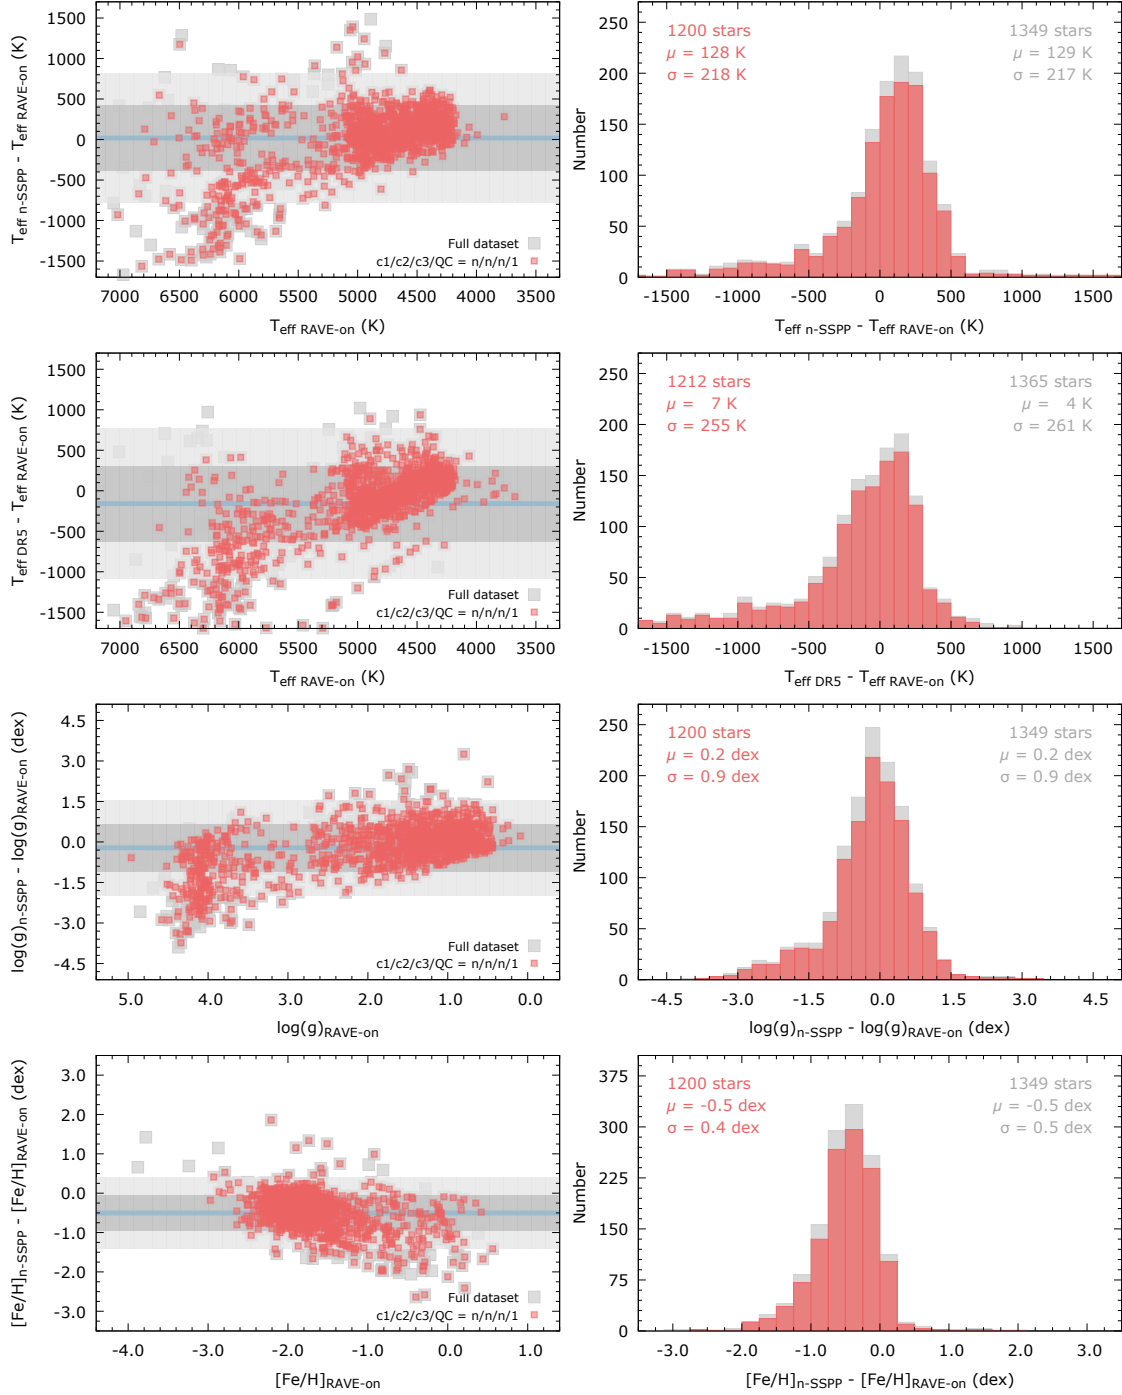 1500
1000
500
0
-500
-1000
-1500
T_eff n-SSPP - T_eff RAVE-on (K)
Full dataset
c1/c2/c3/QC = n/n/n/1
7000 6500 6000 5500 5000 4500 4000 3500
T_eff RAVE-on (K)
250
200
150
100
50
0
Number
1200 stars
μ = 128 K
σ = 218 K
1349 stars
μ = 129 K
σ = 217 K
-1500 -1000 -500 0 500 1000 1500
T_eff n-SSPP - T_eff RAVE-on (K)
1500
1000
500
0
-500
-1000
-1500
T_eff DR5 - T_eff RAVE-on (K)
Full dataset
c1/c2/c3/QC = n/n/n/1
7000 6500 6000 5500 5000 4500 4000 3500
T_eff RAVE-on (K)
250
200
150
100
50
0
Number
1212 stars
μ = 7 K
σ = 255 K
1365 stars
μ = 4 K
σ = 261 K
-1500 -1000 -500 0 500 1000 1500
T_eff DR5 - T_eff RAVE-on (K)
4.5
3.0
1.5
0.0
-1.5
-3.0
-4.5
log(g)n-SSPP - log(g)RAVE-on (dex)
Full dataset
c1/c2/c3/QC = n/n/n/1
5.0 4.0 3.0 2.0 1.0 0.0
log(g)RAVE-on
250
200
150
100
50
0
Number
1200 stars
μ = 0.2 dex
σ = 0.9 dex
1349 stars
μ = 0.2 dex
σ = 0.9 dex
-4.5 -3.0 -1.5 0.0 1.5 3.0 4.5
log(g)n-SSPP - log(g)RAVE-on (dex)
3.0
2.0
1.0
0.0
-1.0
-2.0
-3.0
[Fe/H]n-SSPP - [Fe/H]RAVE-on (dex)
Full dataset
c1/c2/c3/QC = n/n/n/1
-4.0 -3.0 -2.0 -1.0 0.0 1.0
[Fe/H]RAVE-on
375
300
225
150
75
0
Number
1200 stars
μ = -0.5 dex
σ = 0.4 dex
1349 stars
μ = -0.5 dex
σ = 0.5 dex
-3.0 -2.0 -1.0 0.0 1.0 2.0 3.0
[Fe/H]n-SSPP - [Fe/H]RAVE-on (dex)